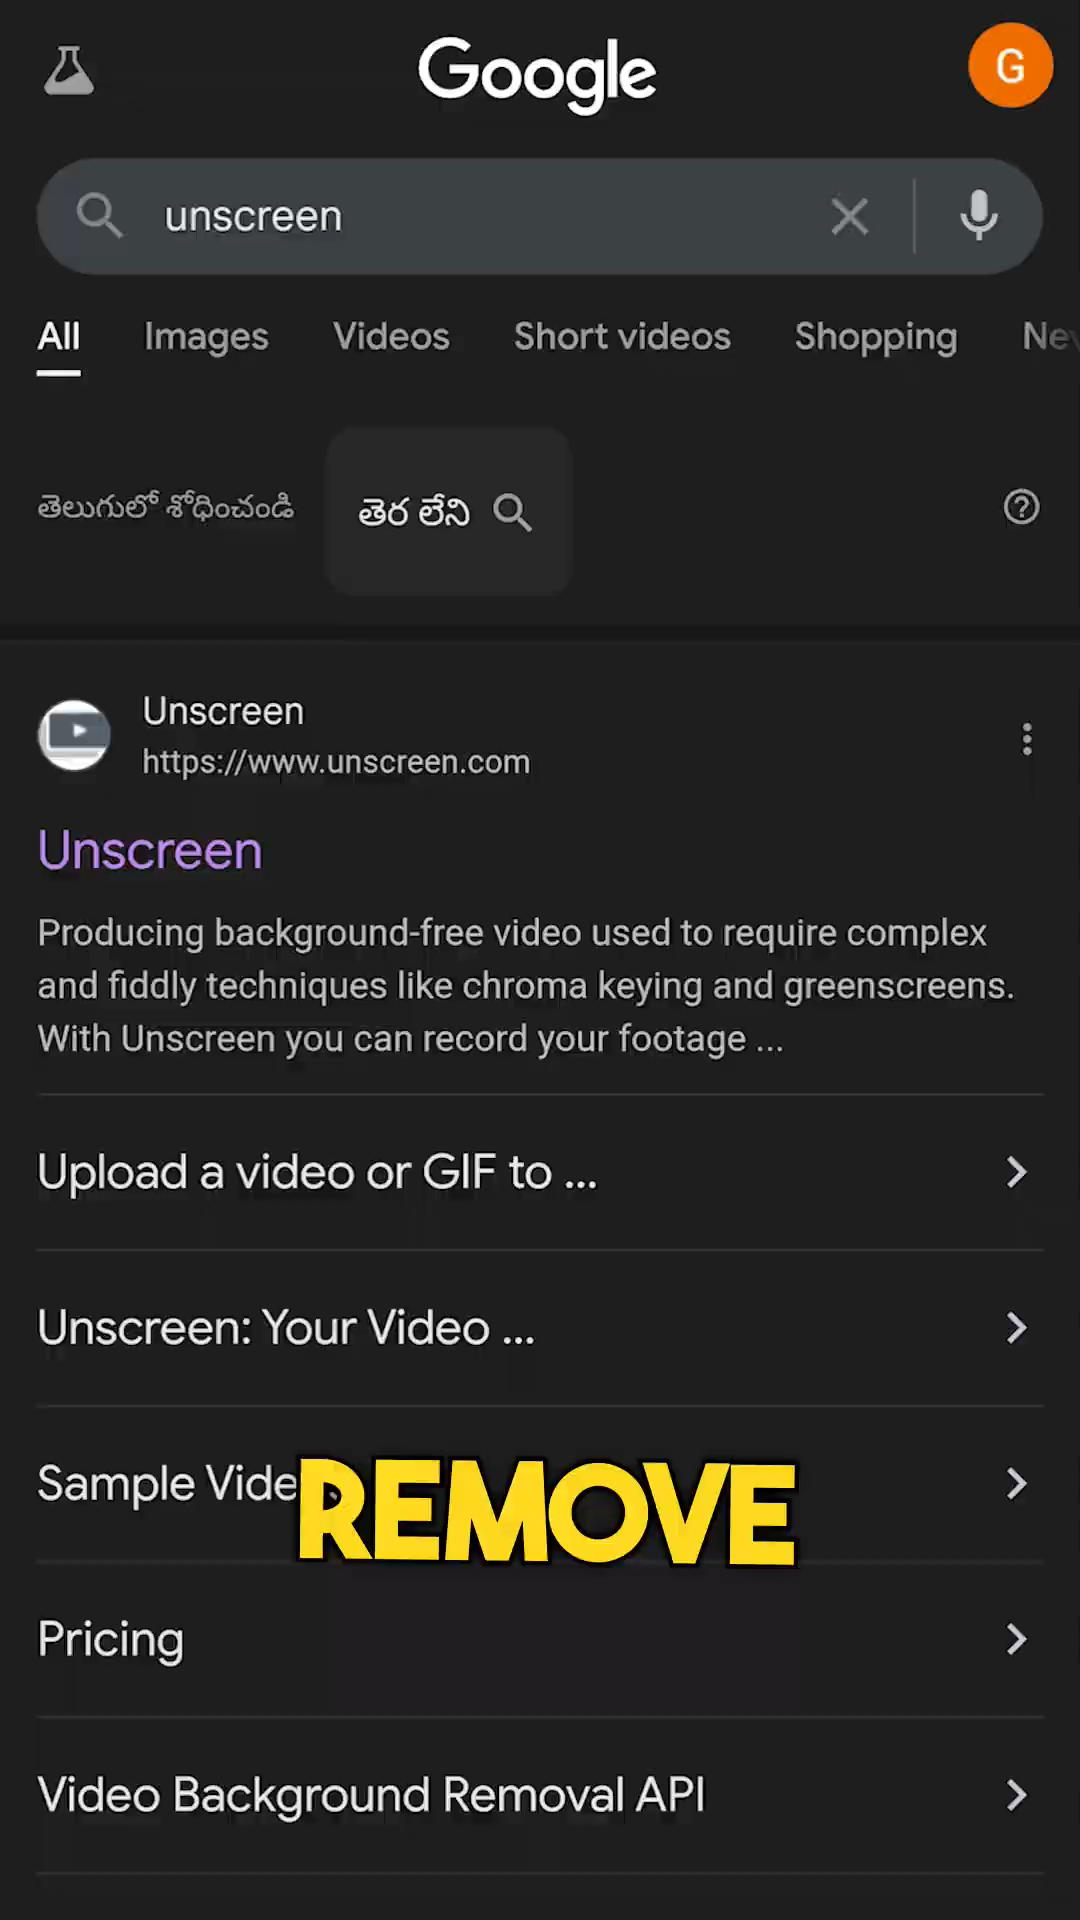 Google
G
unscreen
All Images Videos Short videos Shopping
తెలుగులో శోధించండి తెర లేని
Unscreen
https://www.unscreen.com
Unscreen
Producing background-free video used to require complex
and fiddly techniques like chroma keying and greenscreens.
With Unscreen you can record your footage ...
Upload a video or GIF to ...
Unscreen: Your Video ...
Sample
REMOVE
Pricing
Video Background Removal API